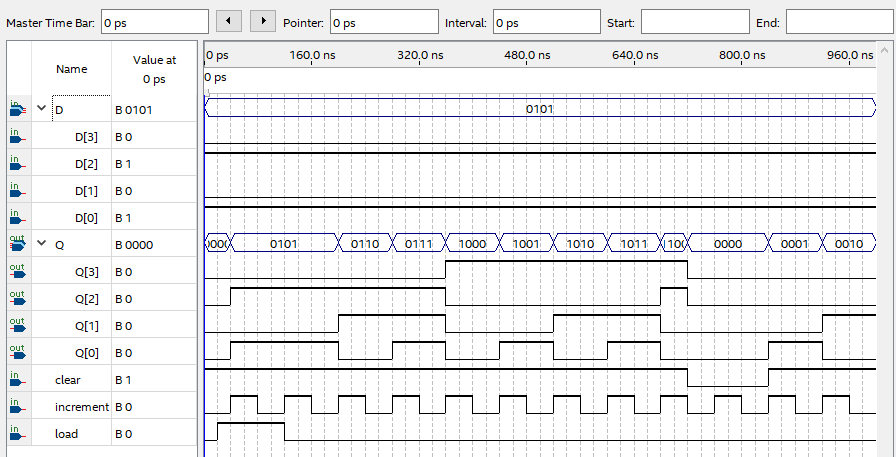 Master Time Bar: 0 ps Pointer: 0 ps Interval: 0 ps Start: End:
Name Value at 0 ps
0 ps 160.0 ns 320.0 ns 480.0 ns 640.0 ns 800.0 ns 960.0 ns
0 ps
in D B 0101 0101
in D[3] B 0
in D[2] B 1
in D[1] B 0
in D[0] B 1
out Q B 0000 0101 0110 0111 1000 1001 1010 1011 0000 0001 0010
out Q[3] B 0
out Q[2] B 0
out Q[1] B 0
out Q[0] B 0
in clear B 1
in increment B 0
in load B 0